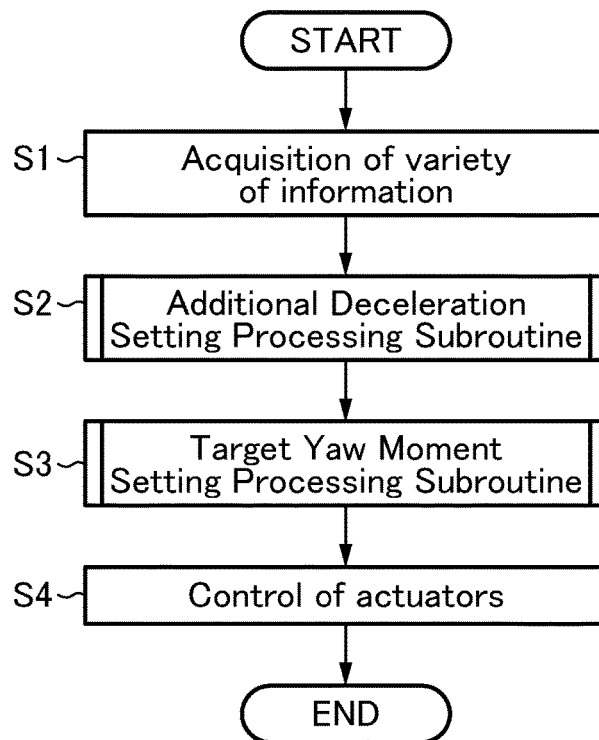 START
S1
Acquisition of variety
of information
S2
Additional Deceleration
Setting Processing Subroutine
S3
Target Yaw Moment
Setting Processing Subroutine
S4
Control of actuators
END